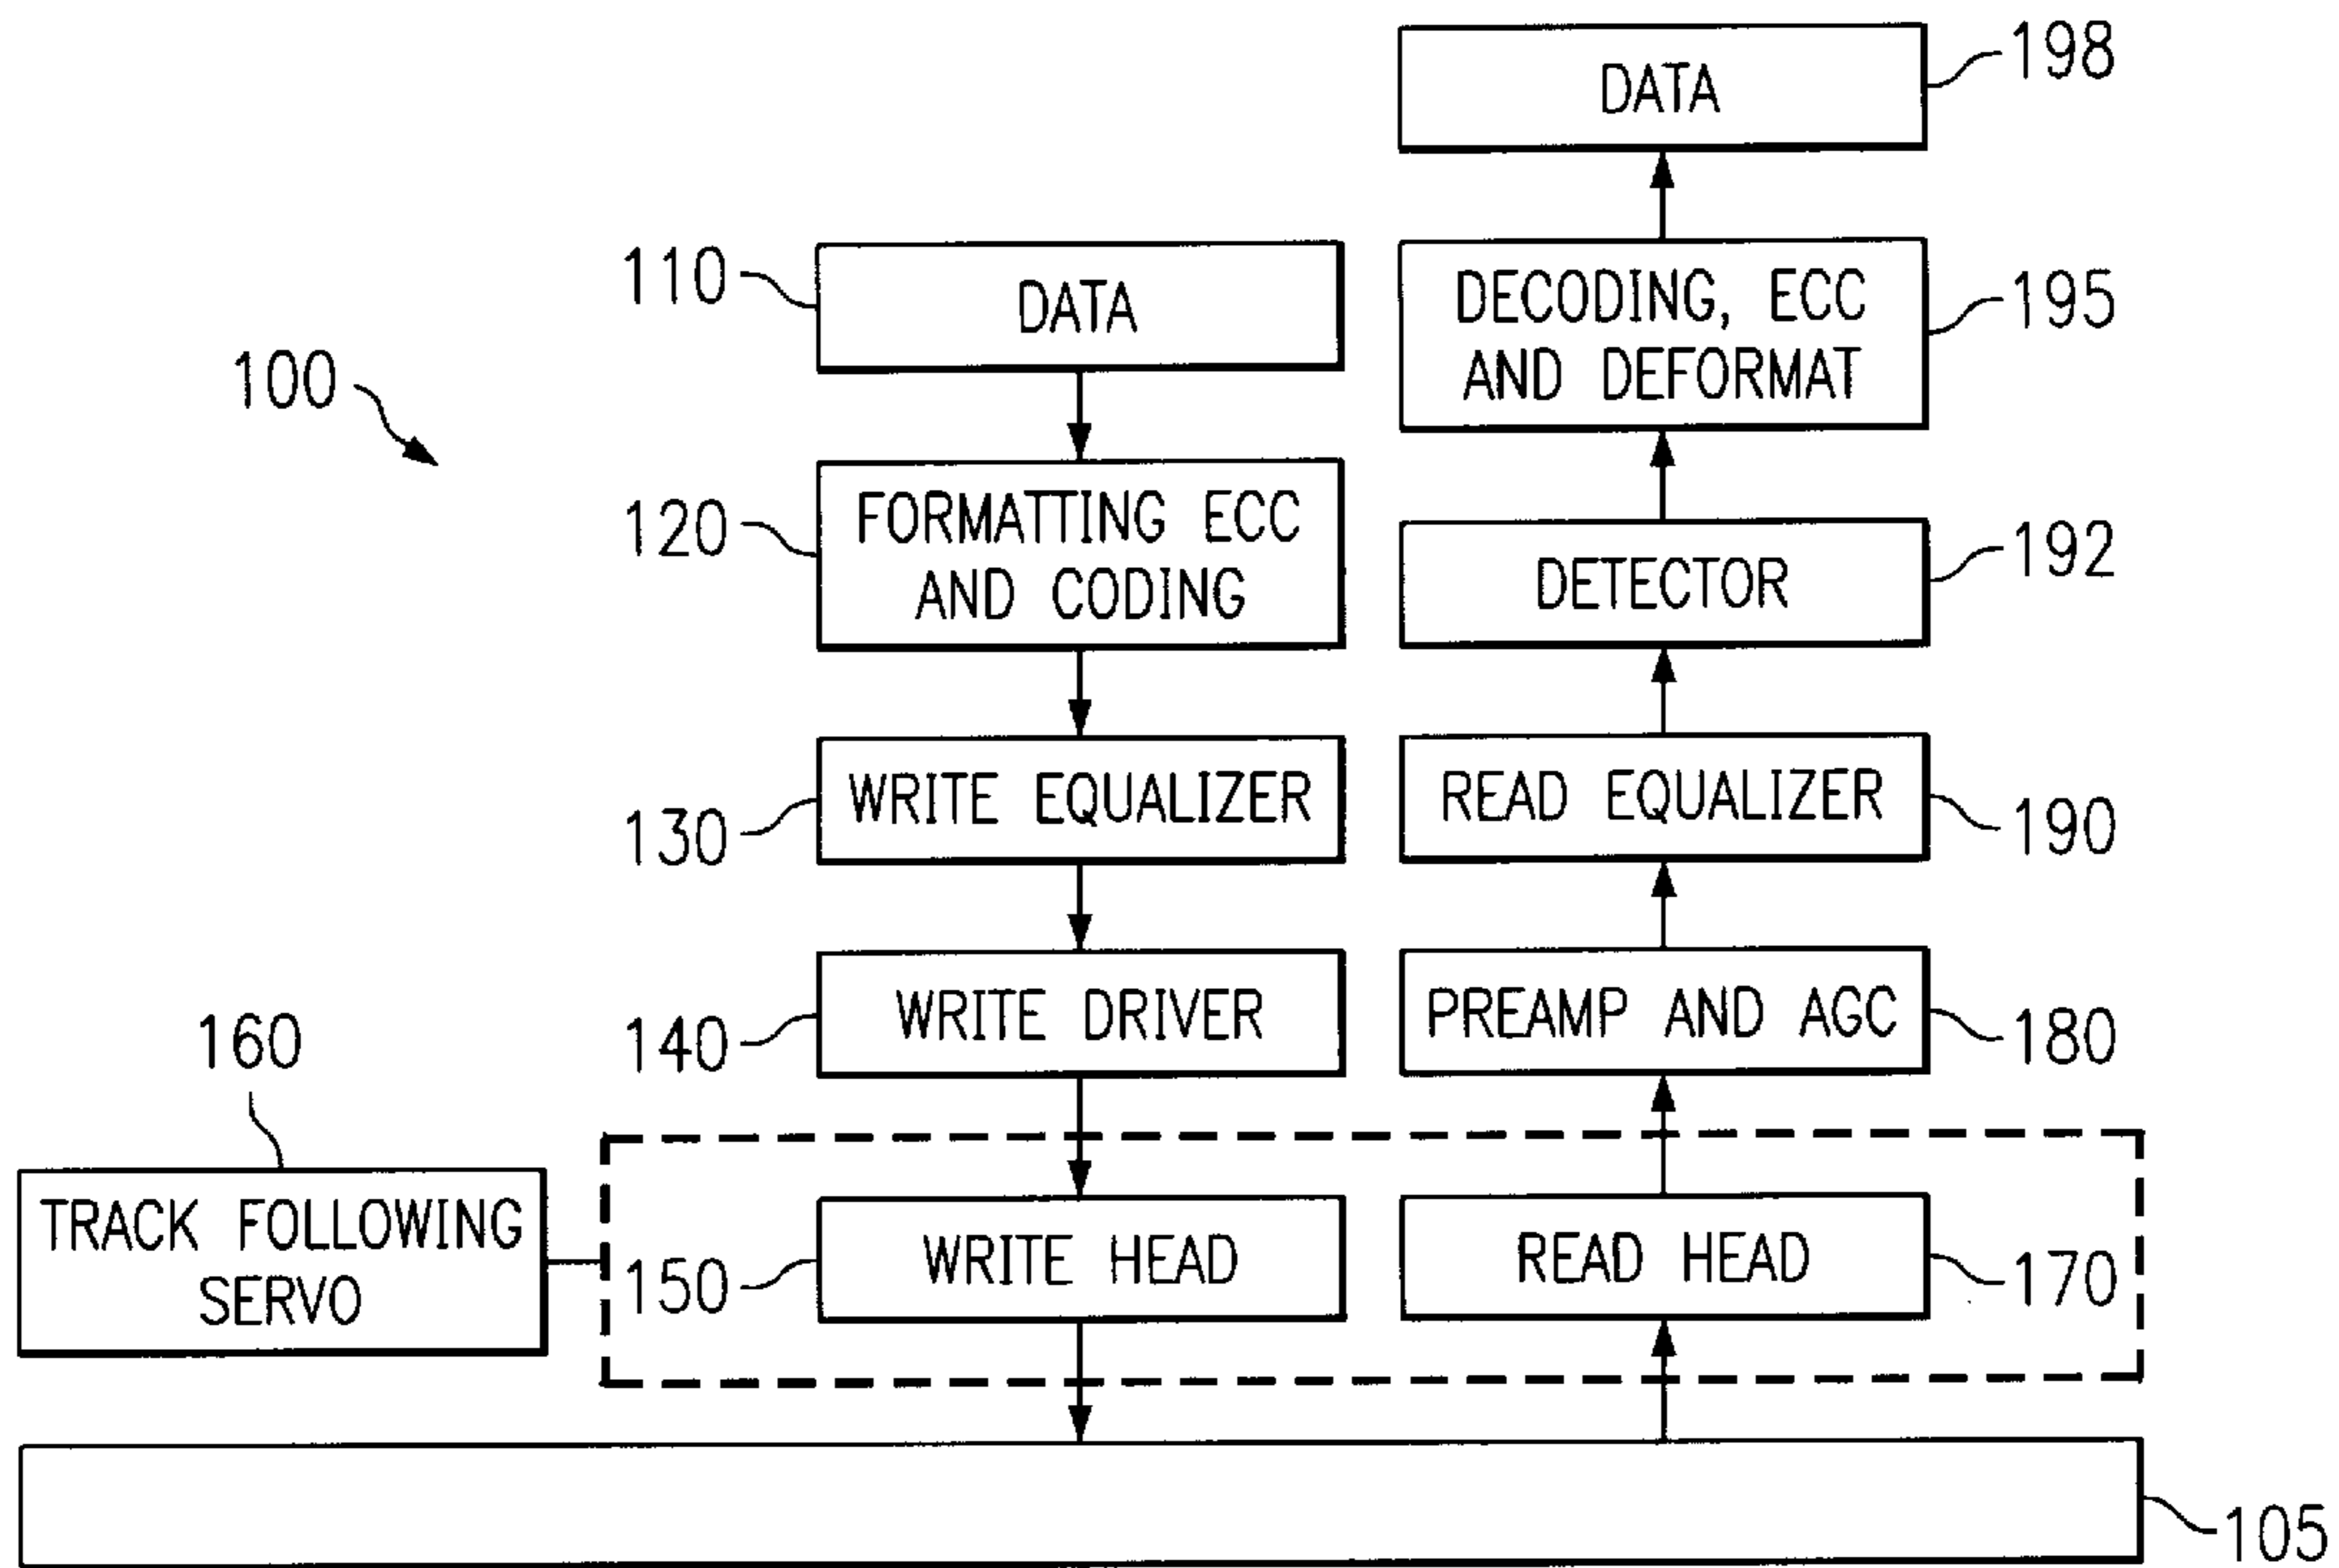 DATA
198
110
DATA
DECODING, ECC
AND DEFORMAT
195
100
120
FORMATTING ECC
AND CODING
DETECTOR
192
130
WRITE EQUALIZER
READ EQUALIZER
190
140
WRITE DRIVER
PREAMP AND AGC
180
160
TRACK FOLLOWING
SERVO
150
WRITE HEAD
READ HEAD
170
105